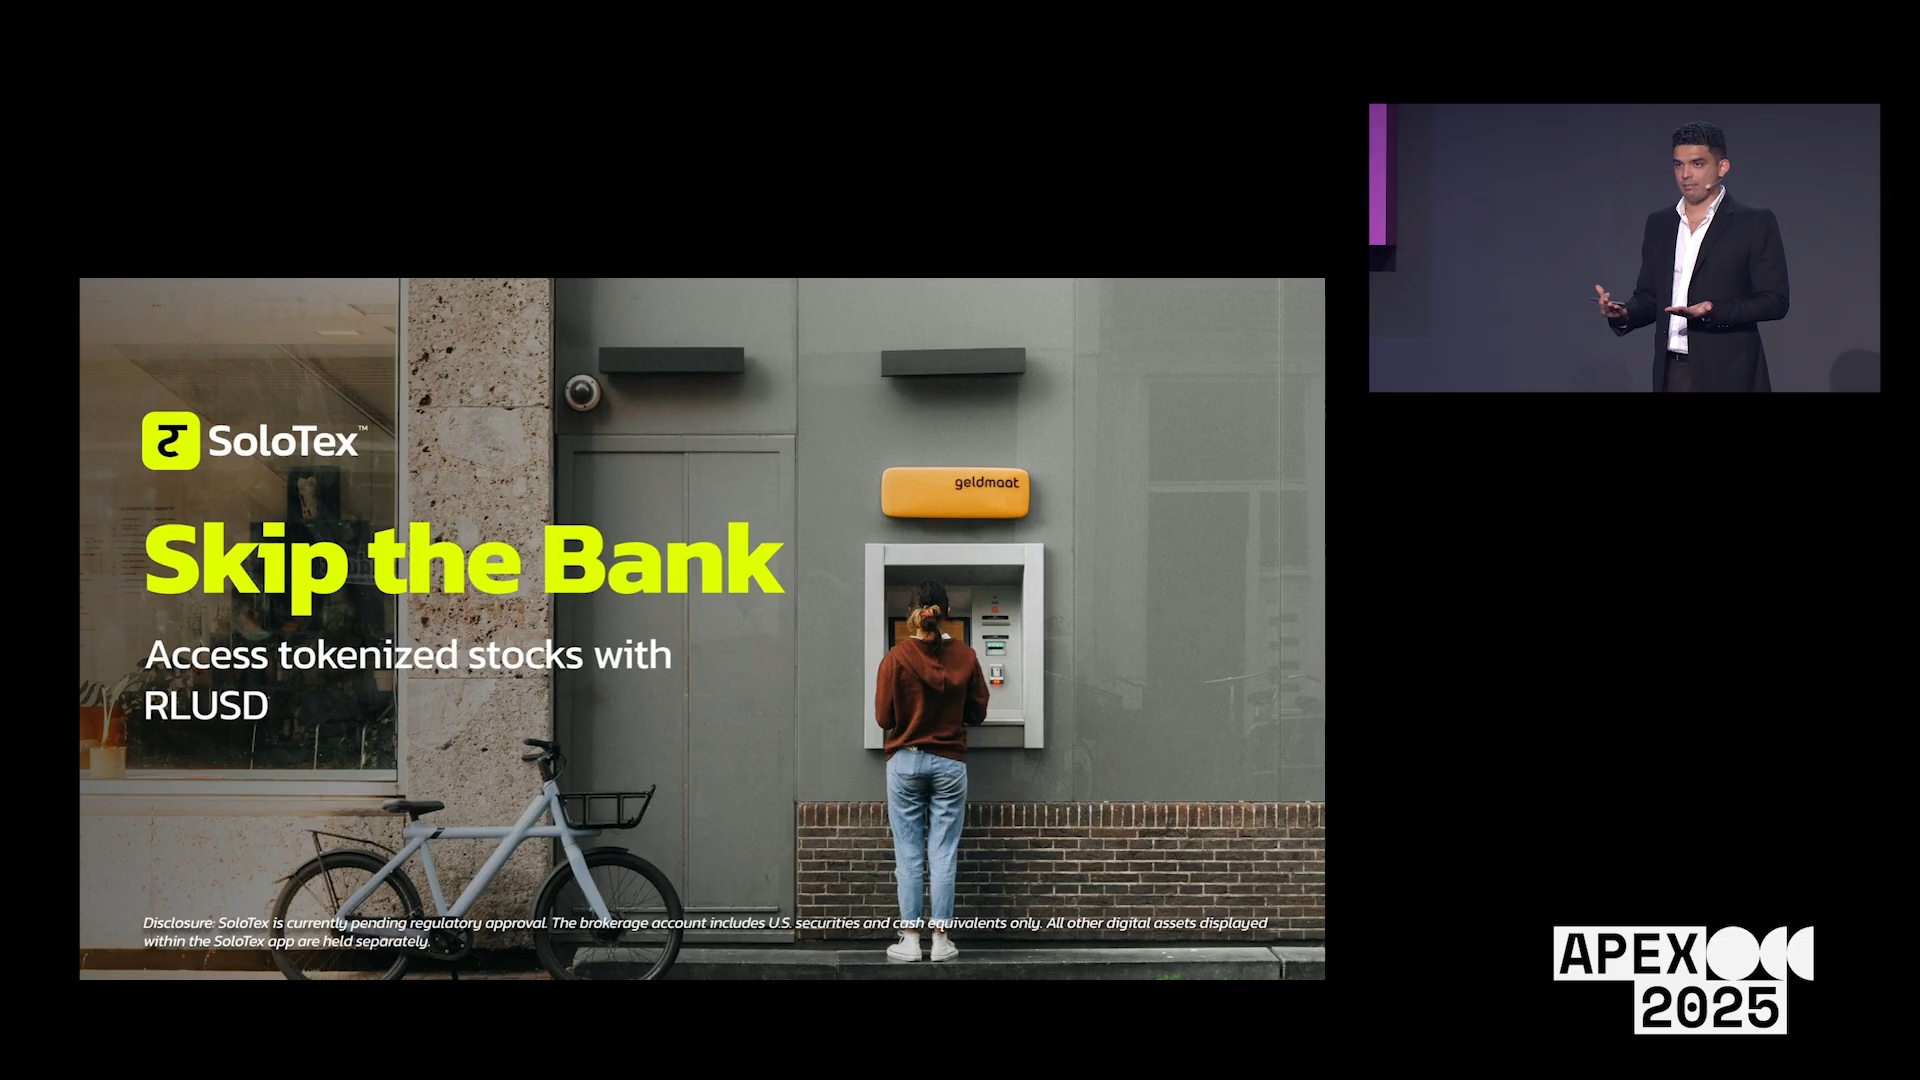 SoloTex™
Skip the Bank
Access tokenized stocks with
RLUSD
geldmaat
Disclosure: SoloTex is currently pending regulatory approval. The brokerage account includes U.S. securities and cash equivalents only. All other digital assets displayed
within the SoloTex app are held separately.
APEX
2025